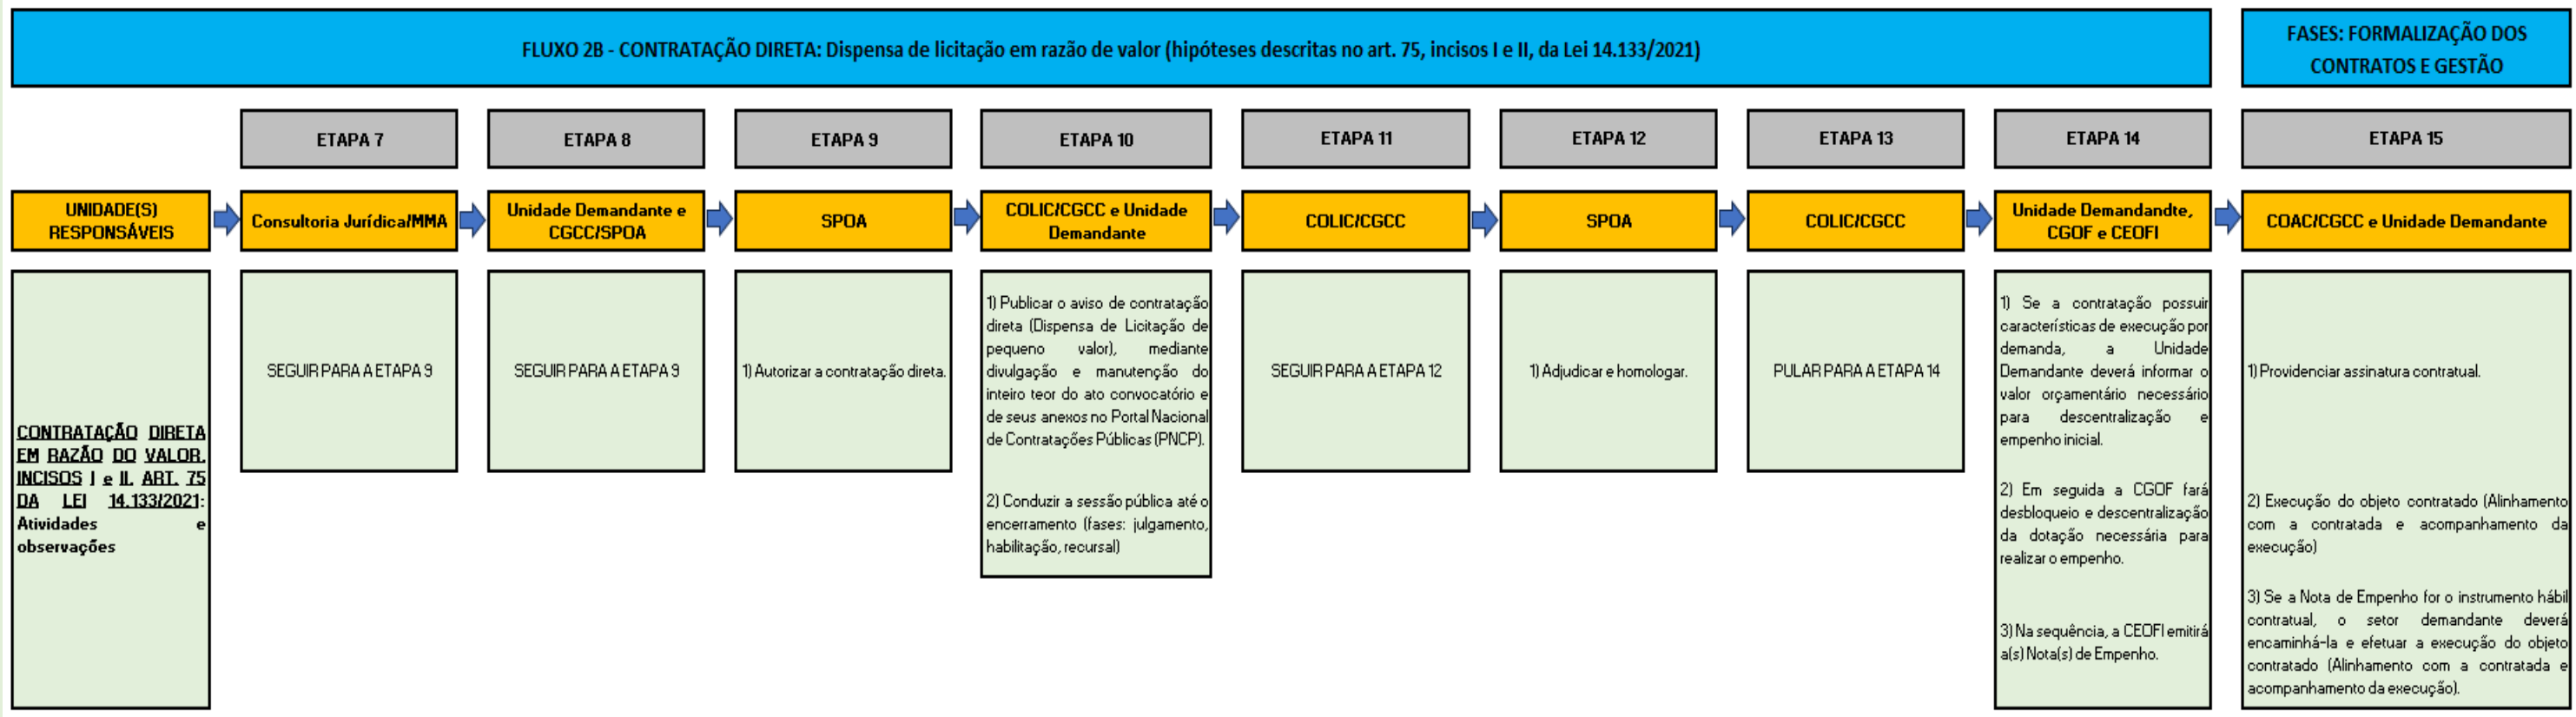 FLUXO 2B - CONTRATAÇÃO DIRETA: Dispensa de licitação em razão de valor (hipóteses descritas no art. 75, incisos I e II, da Lei 14.133/2021)
FASES: FORMALIZAÇÃO DOS
CONTRATOS E GESTÃO
ETAPA 7
ETAPA 8
ETAPA 9
ETAPA 10
ETAPA 11
ETAPA 12
ETAPA 13
ETAPA 14
ETAPA 15
UNIDADE(S)
RESPONSÁVEIS
Consultoria Jurídica/MMA
Unidade Demandante e
CGCC/SPOA
SPOA
COLIC/CGCC e Unidade
Demandante
COLIC/CGCC
SPOA
COLIC/CGCC
Unidade Demandandte,
CGOF e CEOFI
COAC/CGCC e Unidade Demandante
CONTRATAÇÃO DIRETA
EM RAZÃO DO VALOR.
INCISOS I e II. ART. 75
DA LEI 14.133/2021:
Atividades e
observações
SEGUIR PARA A ETAPA 9
SEGUIR PARA A ETAPA 9
1) Autorizar a contratação direta.
1) Publicar o aviso de contratação
direta (Dispensa de Licitação de
pequeno valor), mediante
divulgação e manutenção do
inteiro teor do ato convocatório e
de seus anexos no Portal Nacional
de Contratações Públicas (PNCP).
2) Conduzir a sessão pública até o
encerramento (fases: julgamento,
habilitação, recursal)
SEGUIR PARA A ETAPA 12
1) Adjudicar e homologar.
PULAR PARA A ETAPA 14
1) Se a contratação possuir
características de execução por
demanda, a Unidade
Demandante deverá informar o
valor orçamentário necessário
para descentralização e
empenho inicial.
2) Em seguida a CGOF fará
desbloqueio e descentralização
da dotação necessária para
realizar o empenho.
3) Na sequência, a CEOFI emitirá
a(s) Nota(s) de Empenho.
1) Providenciar assinatura contratual.
2) Execução do objeto contratado (Alinhamento
com a contratada e acompanhamento da
execução)
3) Se a Nota de Empenho for o instrumento hábil
contratual, o setor demandante deverá
encaminhá-la e efetuar a execução do objeto
contratado (Alinhamento com a contratada e
acompanhamento da execução).